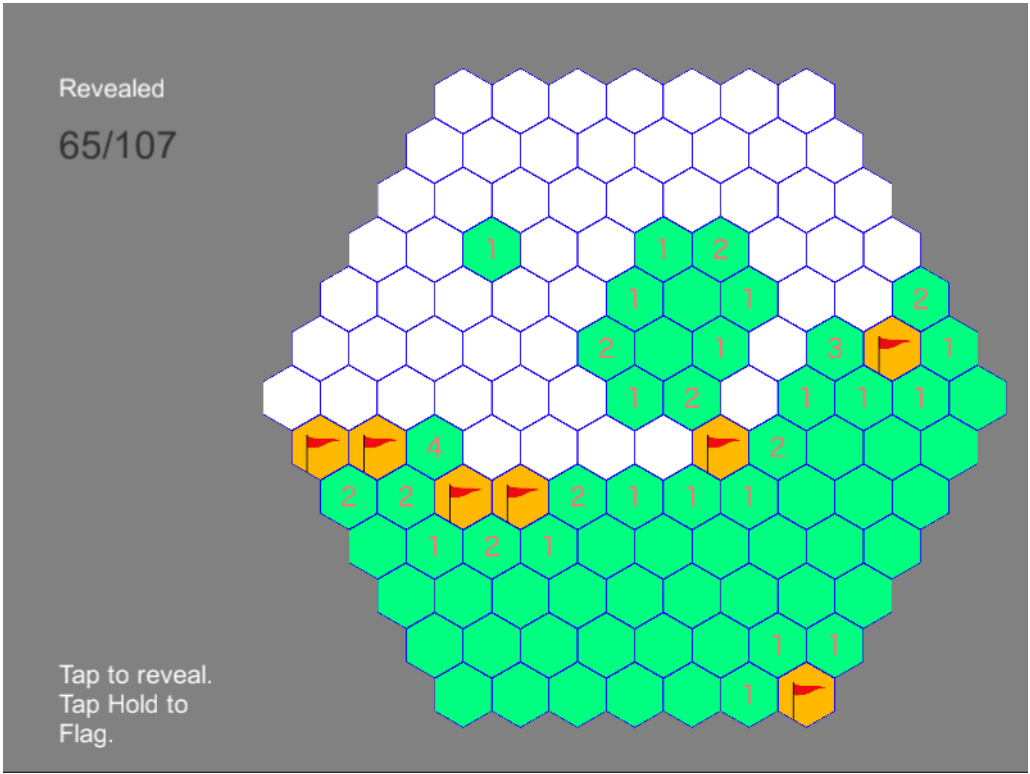 Revealed
65/107
1 1 2
1 1 2
2 1 3 1
1 2 1 1 1
4 2
2 2 2 1 1 1
1 2 1
1 1
1
Tap to reveal.
Tap Hold to
Flag.